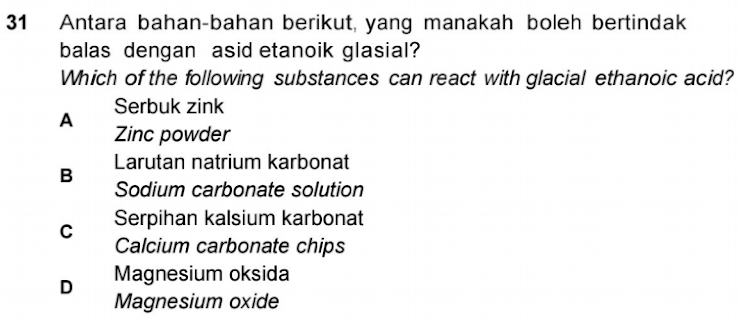 31 Antara bahan-bahan berikut, yang manakah boleh bertindak
balas dengan asid etanoik glasial?
Which of the following substances can react with glacial ethanoic acid?
A Serbuk zink
Zinc powder
B Larutan natrium karbonat
Sodium carbonate solution
C Serpihan kalsium karbonat
Calcium carbonate chips
D Magnesium oksida
Magnesium oxide